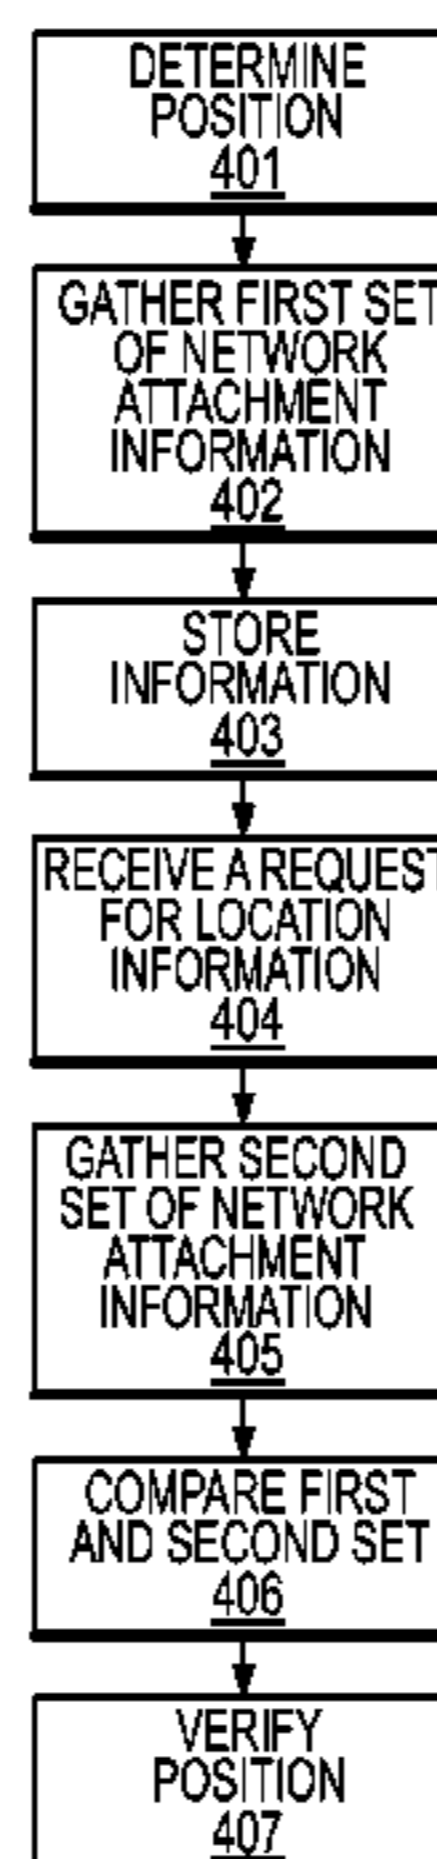 DETERMINE
POSITION
401
GATHER FIRST SET
OF NETWORK
ATTACHMENT
INFORMATION
402
STORE
INFORMATION
403
RECEIVE A REQUEST
FOR LOCATION
INFORMATION
404
GATHER SECOND
SET OF NETWORK
ATTACHMENT
INFORMATION
405
COMPARE FIRST
AND SECOND SET
406
VERIFY
POSITION
407